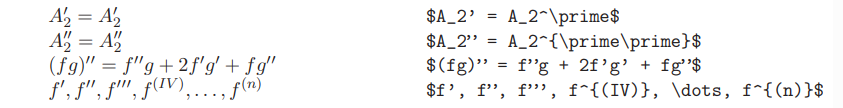 A′₂ = A′₂ $A_2’ = A_2^\prime$
A″₂ = A″₂ $A_2’’ = A_2^{\prime\prime}$
(fg)″ = f″g + 2f′g′ + fg″ $(fg)’’ = f’’g + 2f’g’ + fg’’$
f′, f″, f‴, f⁽ᴵⱽ⁾, . . . , f⁽ⁿ⁾ $f’, f’’, f’’’, f^{(IV)}, \dots, f^{(n)}$